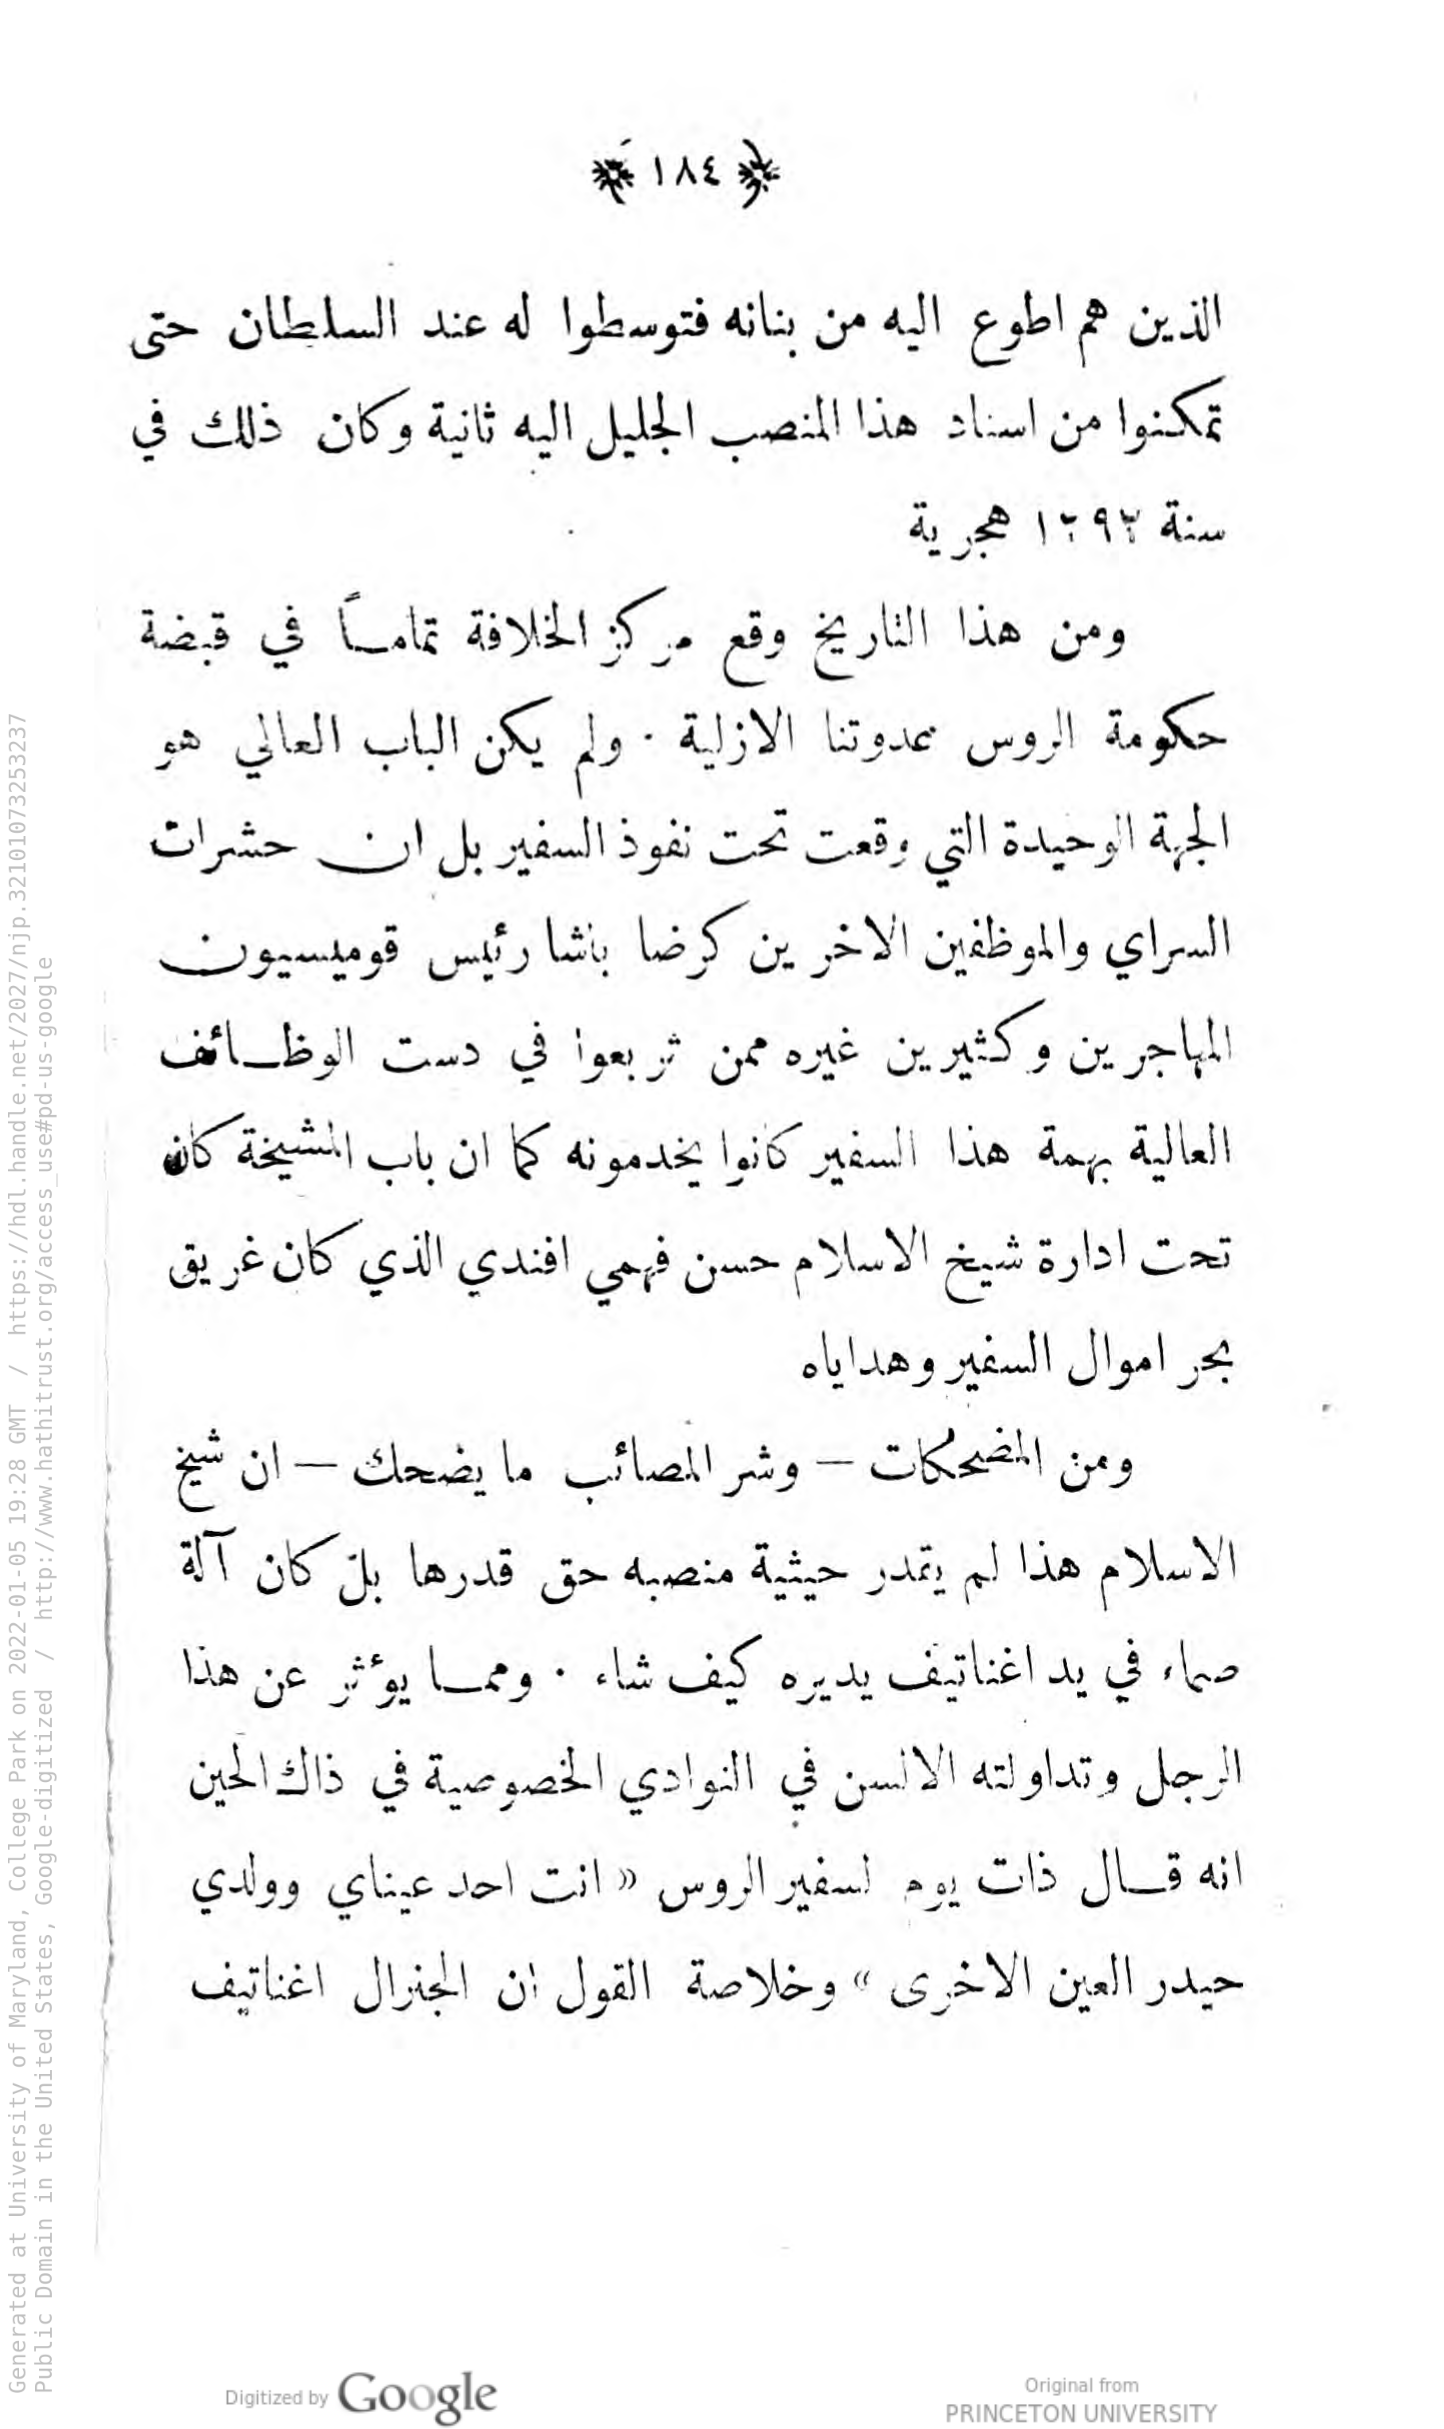 ١٨٤
الذين هم اطوع اليه من بنانه فتوسطوا له عند السلطان حتى
تمكنوا من اسناد هذا المنصب الجليل اليه ثانية وكان ذلك في
سنة ١٢٩٢ هجرية
ومن هذا التاريخ وقع مركز الخلافة تماماً في قبضة
حكومة الروس عدوتنا الازلية ٠ ولم يكن الباب العالي هو
الجهة الوحيدة التي وقعت تحت نفوذ السفير بل ان حشرات
السراي والموظفين الاخرين كرضا باشا رئيس قوميسيون
المهاجرين وكثيرين غيره ممن تربعوا في دست الوظائف
العالية بهمة هذا السفير كانوا يخدمونه كما ان باب المشيخة كان
تحت ادارة شيخ الاسلام حسن فهمي افندي الذي كان غريق
بحر اموال السفير وهداياه
ومن المضحكات — وشر المصائب ما يضحك — ان شيخ
الاسلام هذا لم يقدر حيثية منصبه حق قدرها بل كان آلة
صماء في يد اغناتيف يديره كيف شاء ٠ ومما يؤثر عن هذا
الرجل وتداولته الالسن في النوادي الخصوصية في ذاك الحين
انه قال ذات يوم لسفير الروس « انت احد عيناي وولدي
حيدر العين الاخرى » وخلاصة القول ان الجنرال اغناتيف
Generated at University of Maryland, College Park on 2022-01-05 19:28 GMT / https://hdl.handle.net/2027/njp.32101073253237
Public Domain in the United States, Google-digitized / http://www.hathitrust.org/access_use#pd-us-google
Digitized by Google
Original from
PRINCETON UNIVERSITY